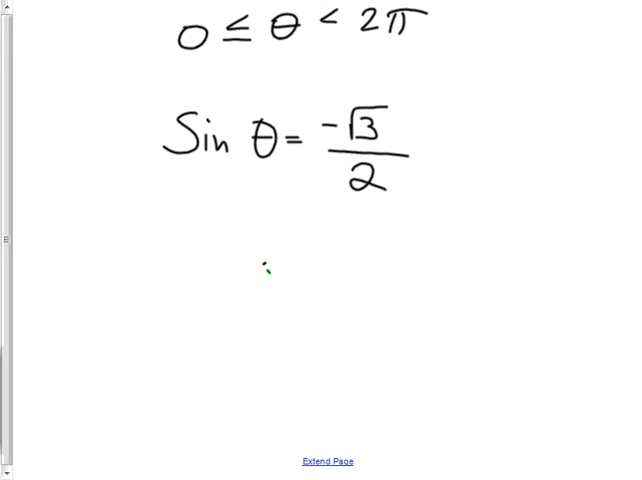 0 ≤ θ < 2π
Sin θ = -√3/2
Extend Page